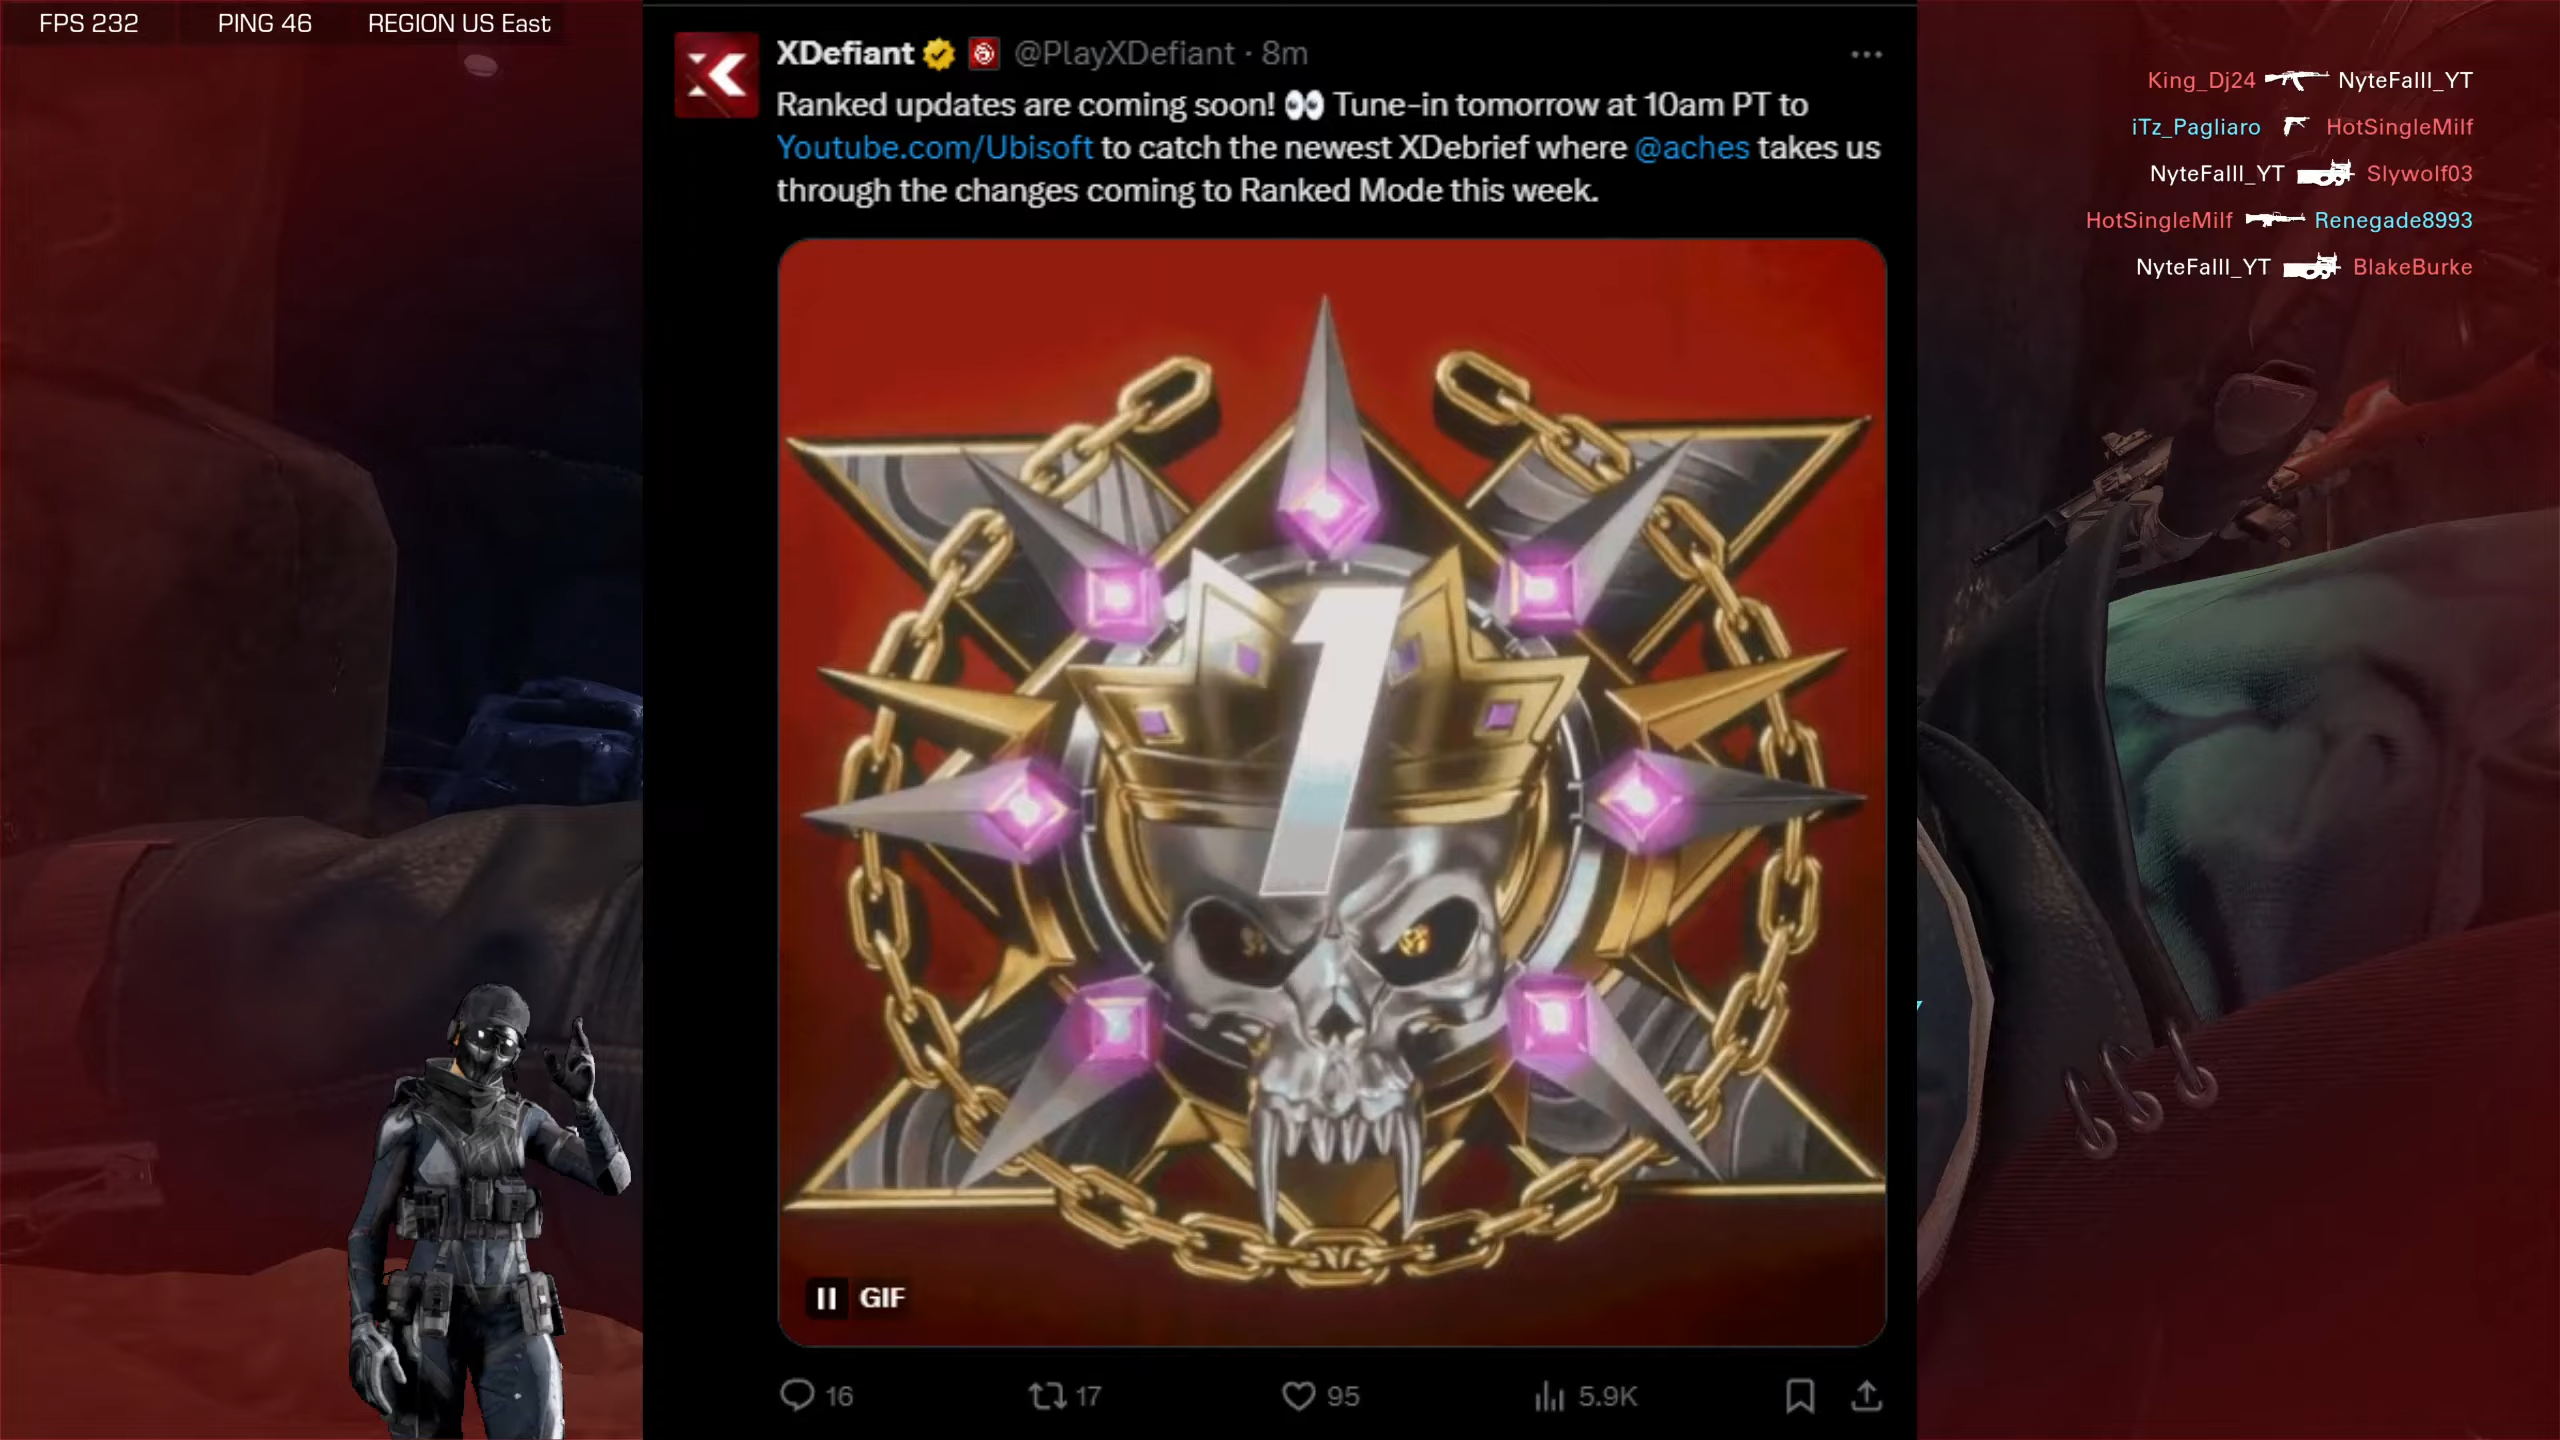 FPS 232 PING 46 REGION US East
XDefiant @PlayXDefiant · 8m
Ranked updates are coming soon! 👀 Tune-in tomorrow at 10am PT to
Youtube.com/Ubisoft to catch the newest XDebrief where @aches takes us
through the changes coming to Ranked Mode this week.
1
GIF
16 17 95 5.9K
King_Dj24 NyteFalll_YT
iTz_Pagliaro HotSingleMilf
NyteFalll_YT Slywolf03
HotSingleMilf Renegade8993
NyteFalll_YT BlakeBurke